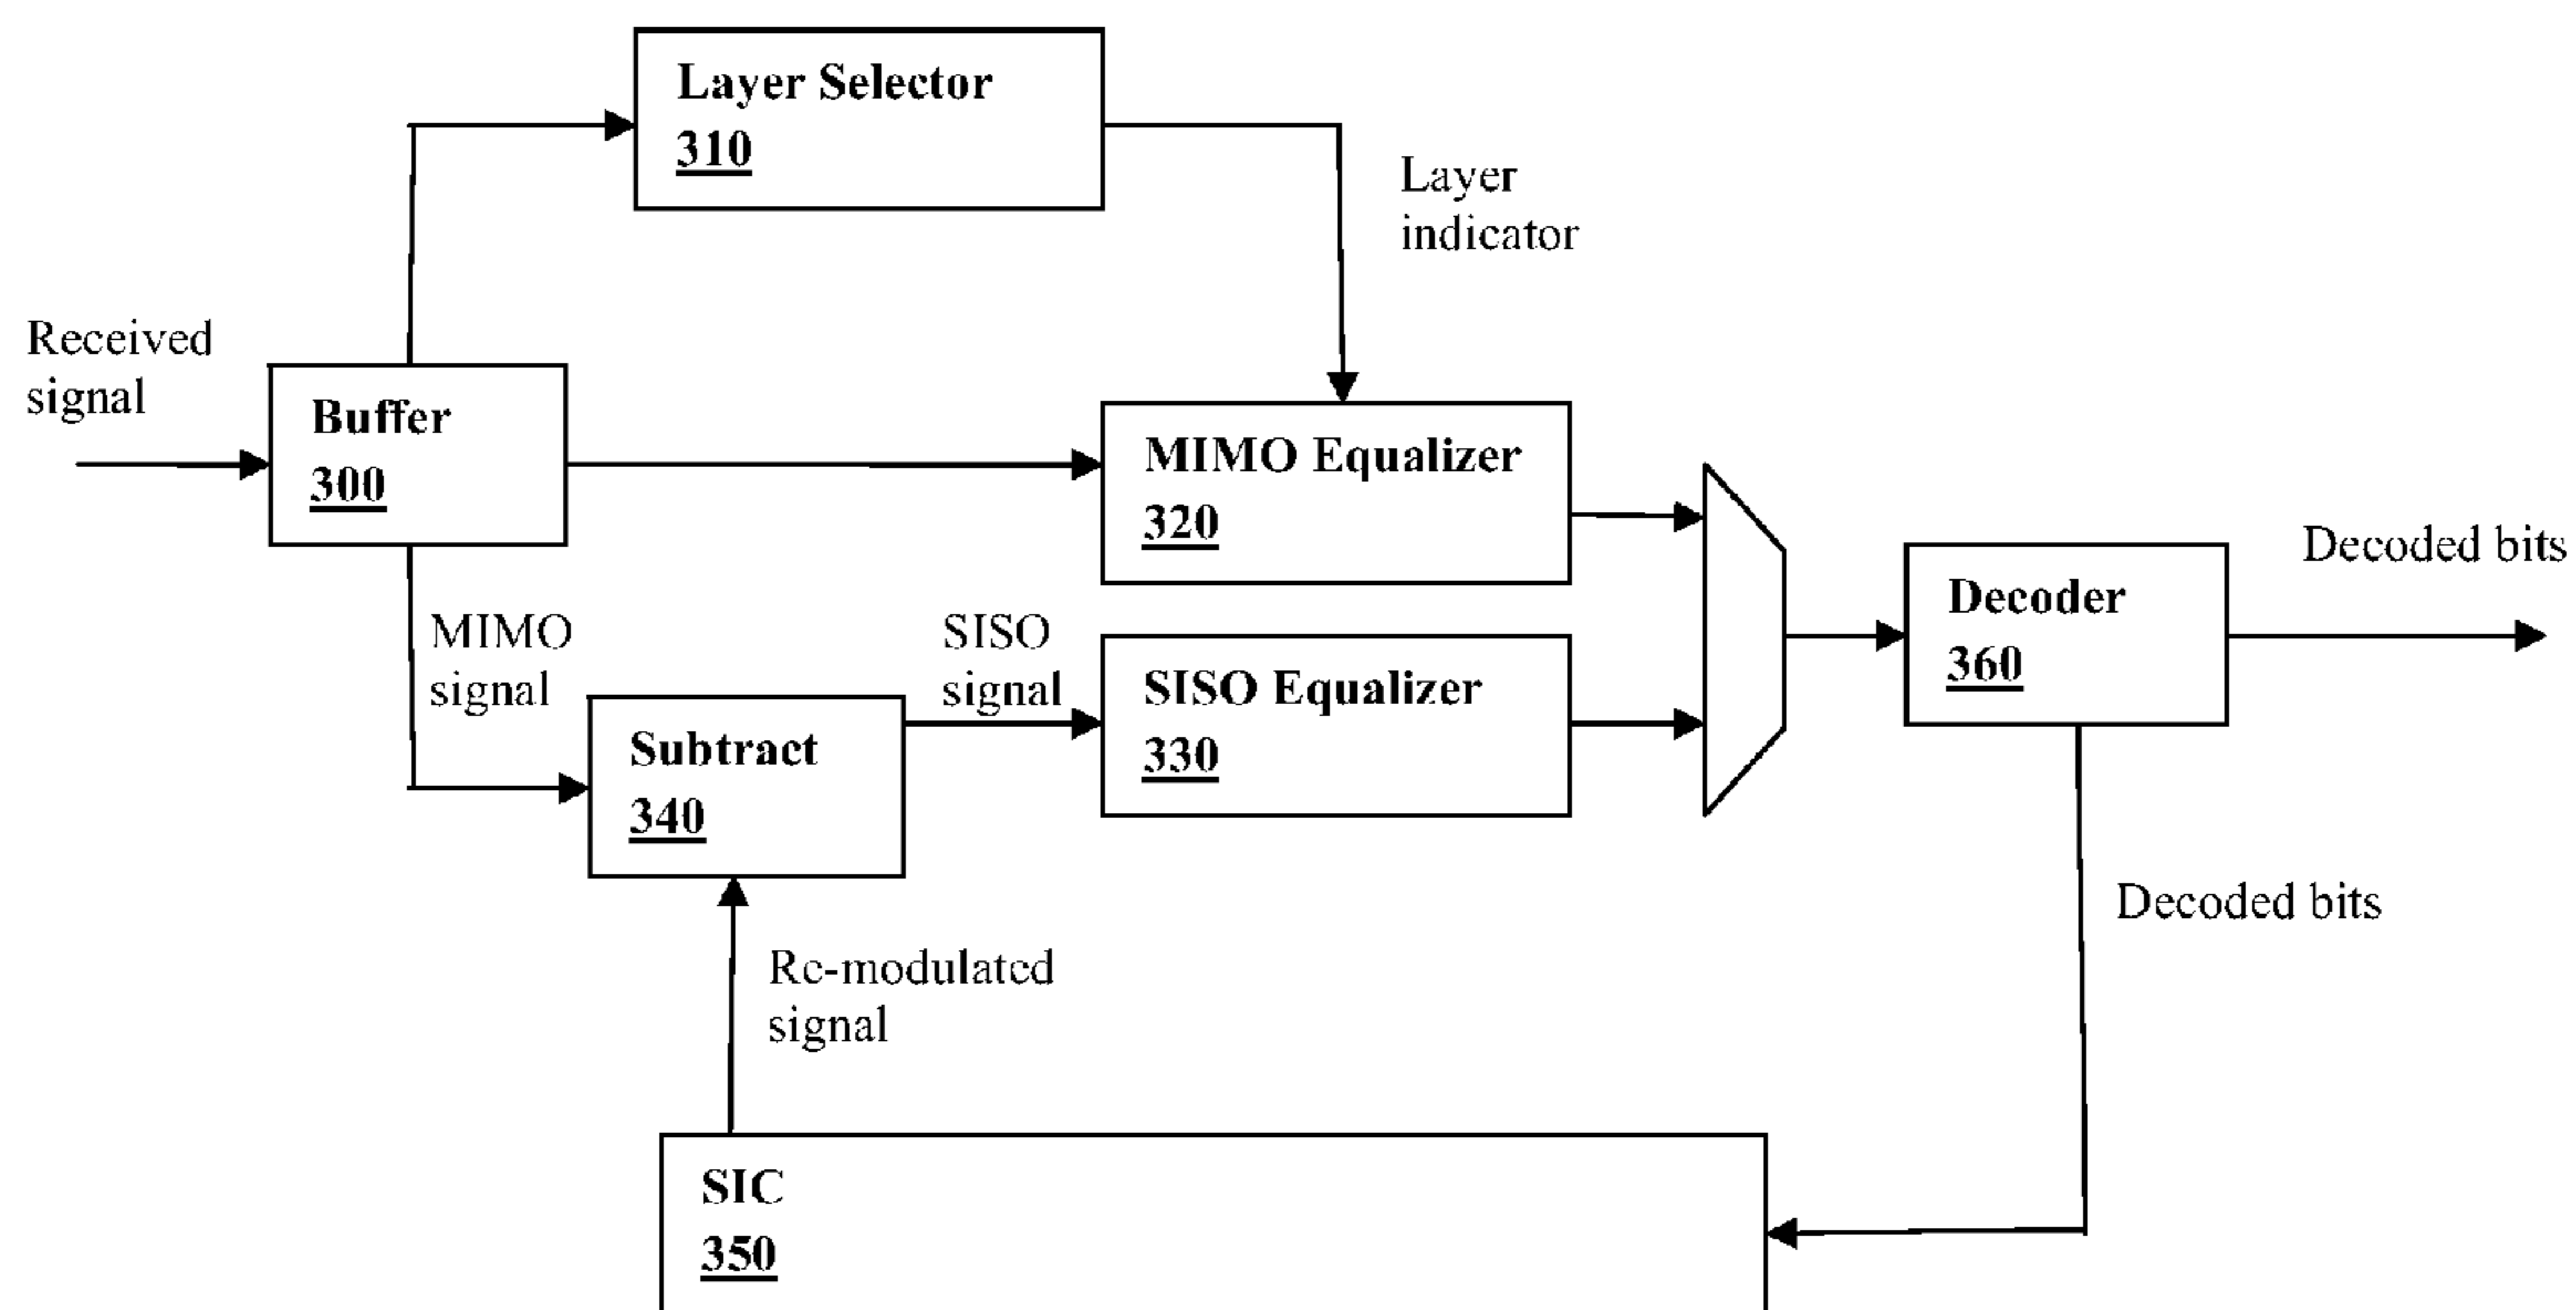 Layer Selector
310
Layer
indicator
Received
signal
Buffer
300
MIMO Equalizer
320
Decoded bits
MIMO
signal
SISO
signal
SISO Equalizer
330
Decoder
360
Subtract
340
Decoded bits
Re-modulated
signal
SIC
350